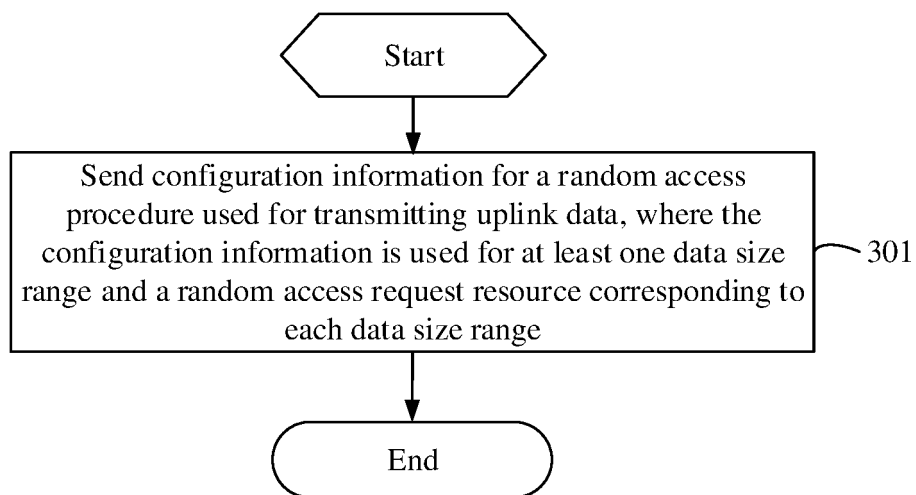 Start
Send configuration information for a random access
procedure used for transmitting uplink data, where the
configuration information is used for at least one data size
range and a random access request resource corresponding to
each data size range
301
End